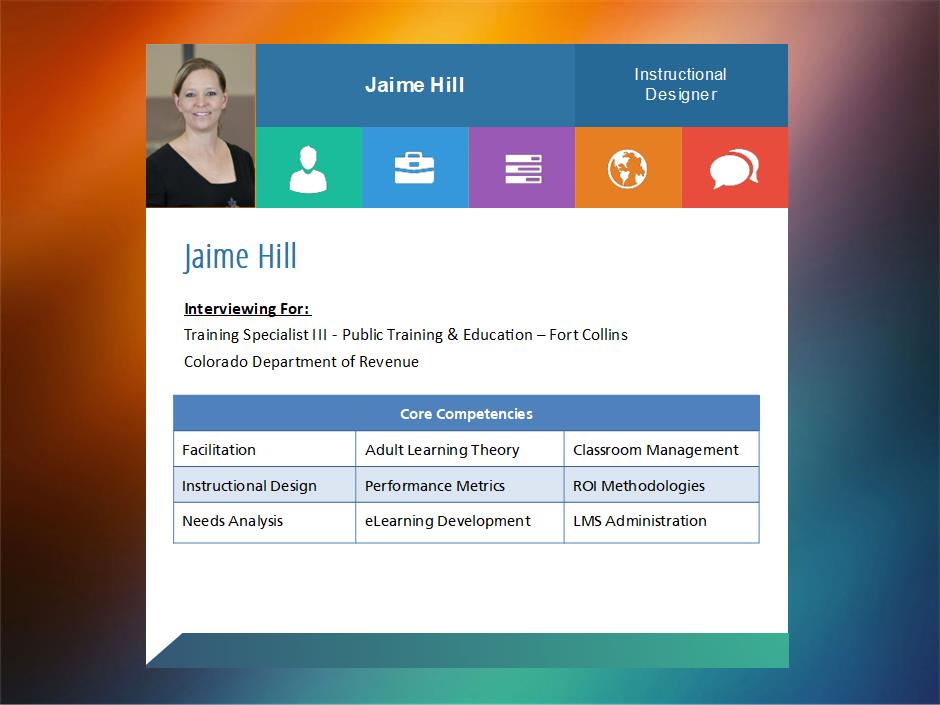 Jaime Hill
Instructional
Designer
Jaime Hill
Interviewing For:
Training Specialist III - Public Training & Education – Fort Collins
Colorado Department of Revenue
Core Competencies
Facilitation
Adult Learning Theory
Classroom Management
Instructional Design
Performance Metrics
ROI Methodologies
Needs Analysis
eLearning Development
LMS Administration